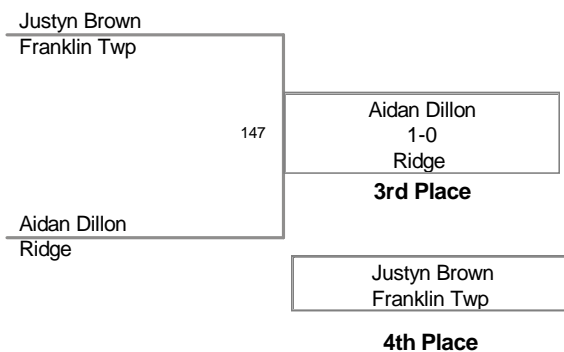 Justyn Brown
Franklin Twp
147
Aidan Dillon
1-0
Ridge
3rd Place
Aidan Dillon
Ridge
Justyn Brown
Franklin Twp
4th Place